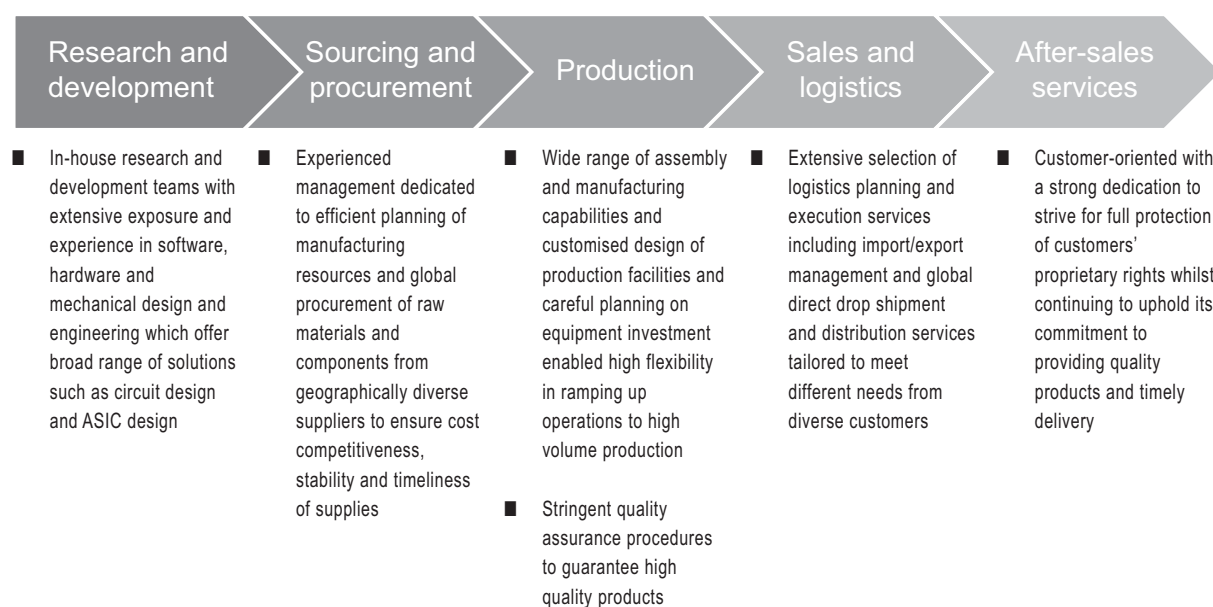 Research and
development
Sourcing and
procurement
Production
Sales and
logistics
After-sales
services
■ In-house research and
development teams with
extensive exposure and
experience in software,
hardware and
mechanical design and
engineering which offer
broad range of solutions
such as circuit design
and ASIC design
■ Experienced
management dedicated
to efficient planning of
manufacturing
resources and global
procurement of raw
materials and
components from
geographically diverse
suppliers to ensure cost
competitiveness,
stability and timeliness
of supplies
■ Wide range of assembly
and manufacturing
capabilities and
customised design of
production facilities and
careful planning on
equipment investment
enabled high flexibility
in ramping up
operations to high
volume production
■ Stringent quality
assurance procedures
to guarantee high
quality products
■ Extensive selection of
logistics planning and
execution services
including import/export
management and global
direct drop shipment
and distribution services
tailored to meet
different needs from
diverse customers
■ Customer-oriented with
a strong dedication to
strive for full protection
of customers’
proprietary rights whilst
continuing to uphold its
commitment to
providing quality
products and timely
delivery